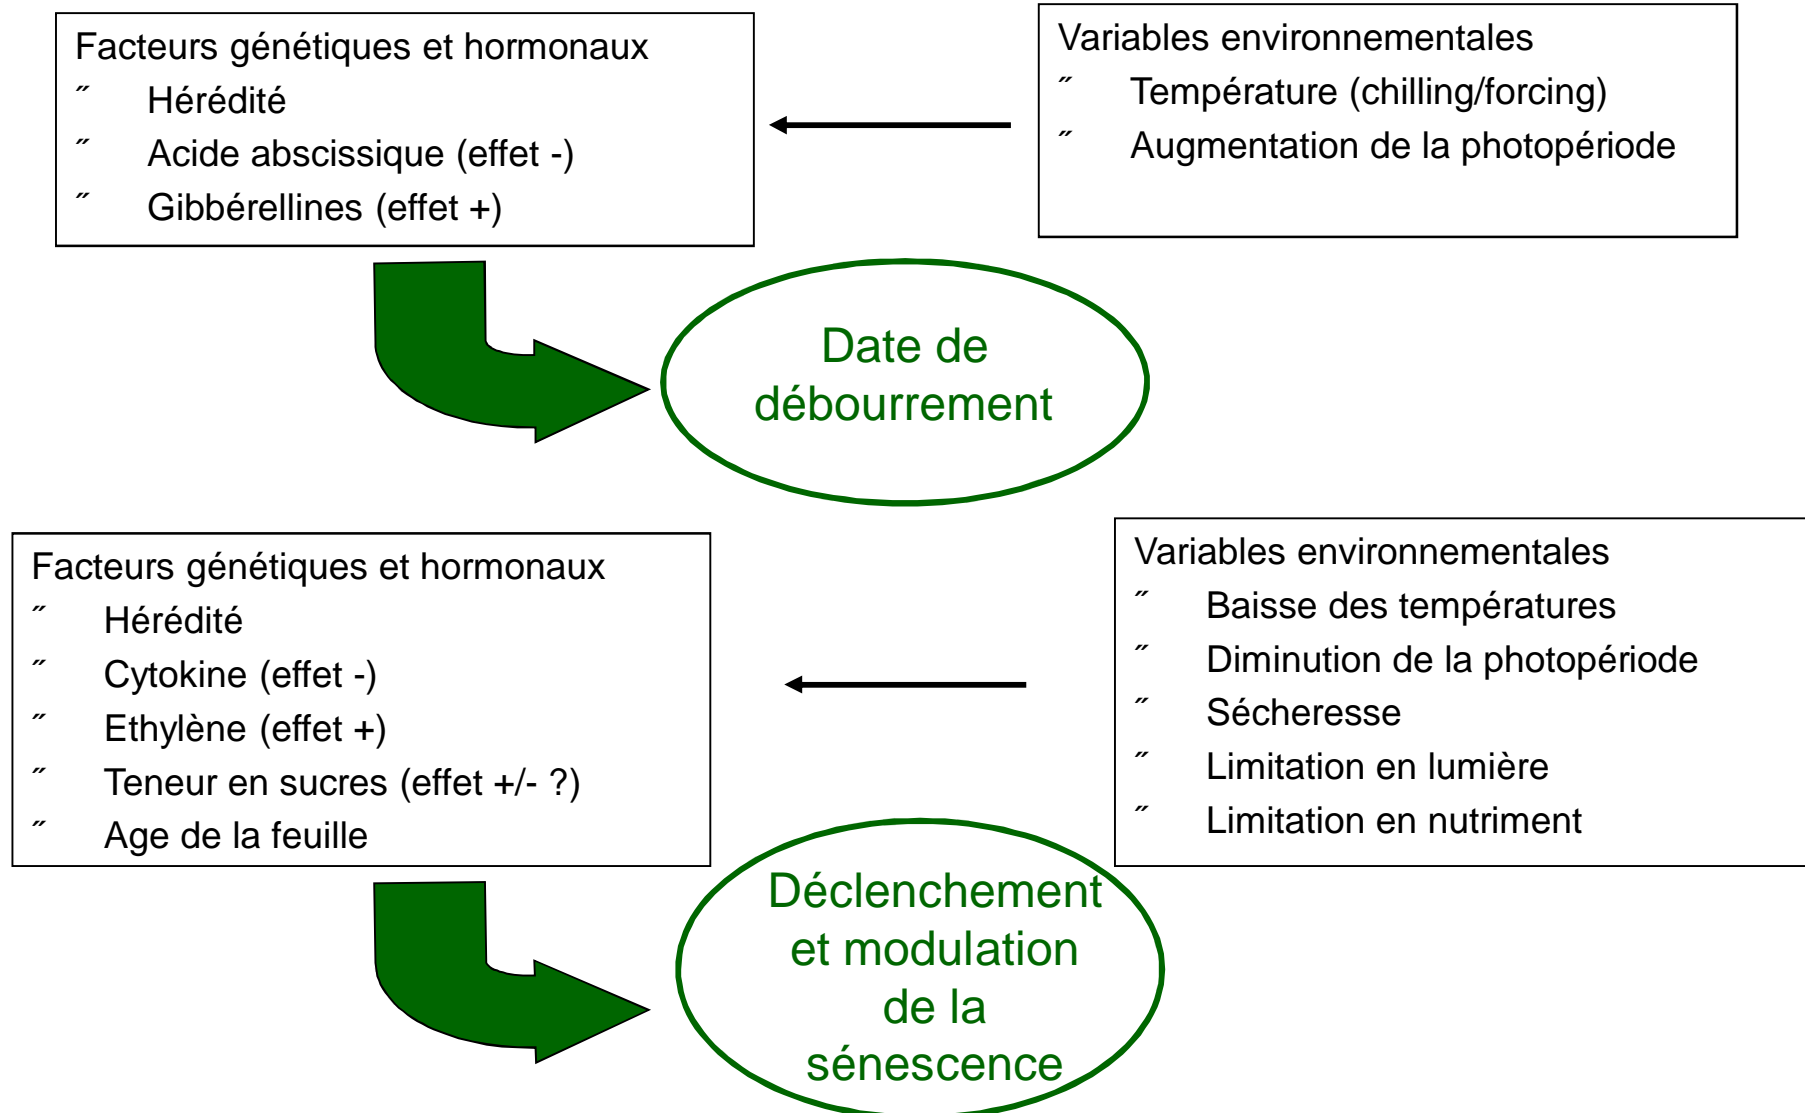 Facteurs génétiques et hormonaux
˝ Hérédité
˝ Acide abscissique (effet -)
˝ Gibbérellines (effet +)
Variables environnementales
˝ Température (chilling/forcing)
˝ Augmentation de la photopériode
Date de
débourrement
Facteurs génétiques et hormonaux
˝ Hérédité
˝ Cytokine (effet -)
˝ Ethylène (effet +)
˝ Teneur en sucres (effet +/- ?)
˝ Age de la feuille
Variables environnementales
˝ Baisse des températures
˝ Diminution de la photopériode
˝ Sécheresse
˝ Limitation en lumière
˝ Limitation en nutriment
Déclenchement
et modulation
de la
sénescence